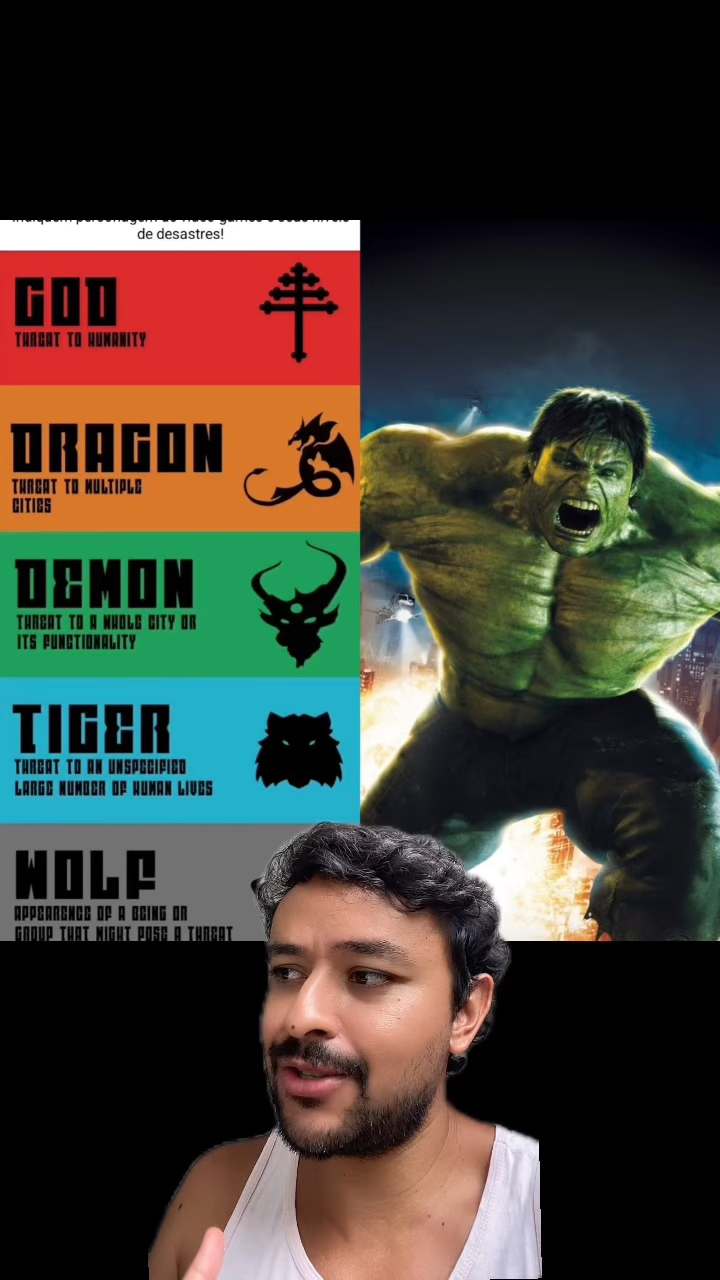 de desastres!
GOD
THREAT TO HUMANITY
DRAGON
THREAT TO MULTIPLE
CITIES
DEMON
THREAT TO A WHOLE CITY OR
ITS FUNCTIONALITY
TIGER
THREAT TO AN UNSPECIFIED
LARGE NUMBER OF HUMAN LIVES
WOLF
APPEARENCE OF A BEING OR
GROUP THAT MIGHT POSE A THREAT